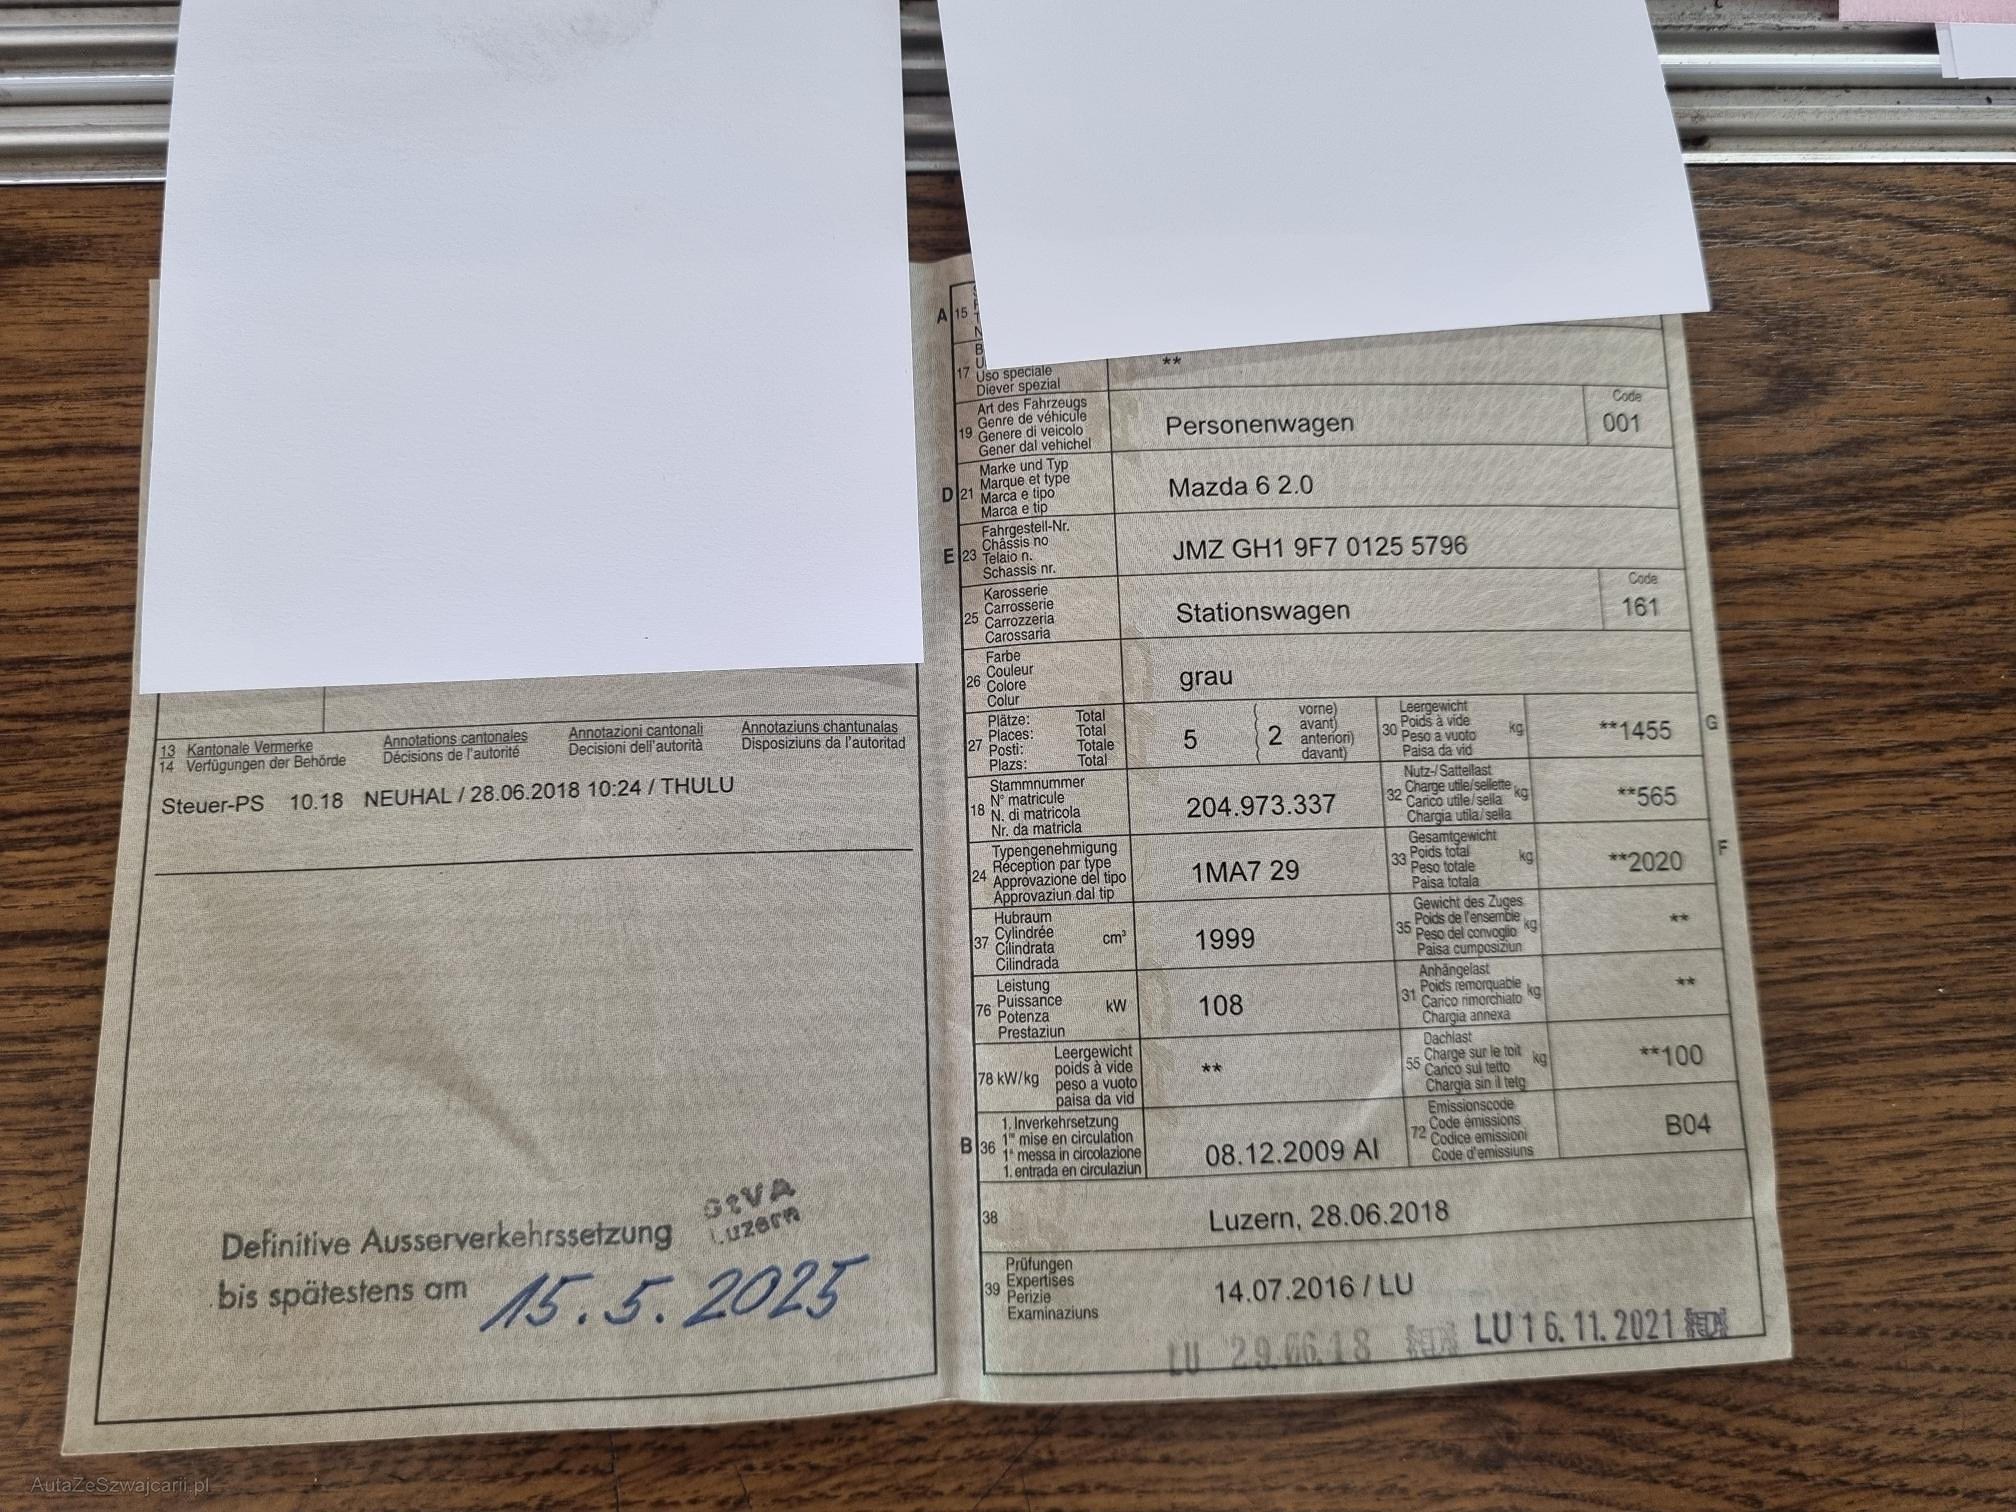 13 Kantonale Vermerke Annotations cantonales Annotazioni cantonali Annotaziuns chantunalas
14 Verfügungen der Behörde Décisions de l'autorité Decisioni dell'autorità Disposiziuns da l'autoritad
Steuer-PS 10.18 NEUHAL / 28.06.2018 10:24 / THULU
Definitive Ausserverkehrssetzung
bis spätestens am 15.5.2025
StVA
Luzern
A 15
17 Uso speciale **
Diever spezial
Art des Fahrzeugs
Genre de véhicule
19 Genere di veicolo
Gener dal vehichel
Personenwagen
Code
001
Marke und Typ
Marque et type
D 21 Marca e tipo
Marca e tip
Mazda 6 2.0
Fahrgestell-Nr.
Châssis no
E 23 Telaio n.
Schassis nr.
JMZ GH1 9F7 0125 5796
Karosserie
Carrosserie
25 Carrozzeria
Carossaria
Stationswagen
Code
161
Farbe
Couleur
26 Colore
Colur
grau
Plätze: Total
Places: Total
27 Posti: Totale
Plazs: Total
5 ( 2 vorne)
avant)
anteriori)
davant)
Leergewicht
30 Poids à vide kg
Peso a vuoto
Paisa da vid
**1455 G
Stammnummer
N° matricule
18 N. di matricola
Nr. da matricla
204.973.337
Nutz-/Sattellast
32 Charge utile/sellette kg
Carico utile/sella
Chargia utila/sella
**565
Typengenehmigung
Réception par type
24 Approvazione del tipo
Approvaziun dal tip
1MA7 29
Gesamtgewicht
33 Poids total kg
Peso totale
Paisa totala
**2020 F
Hubraum
37 Cylindrée cm³
Cilindrata
Cilindrada
1999
Gewicht des Zuges
35 Poids de l'ensemble kg
Peso del convoglio
Paisa cumposiziun
**
Leistung
76 Puissance kW
Potenza
Prestaziun
108
Anhängelast
31 Poids remorquable kg
Carico rimorchiato
Chargia annexa
**
Leergewicht
78 kW/kg poids à vide
peso a vuoto
paisa da vid
**
Dachlast
55 Charge sur le toit kg
Carico sul tetto
Chargia sin il tetg
**100
1. Inverkehrsetzung
B 36 1re mise en circulation
1a messa in circolazione
1. entrada en circulaziun
08.12.2009 AI
Emissionscode
72 Code émissions
Codice emissioni
Code d'emissiuns
B04
38 Luzern, 28.06.2018
Prüfungen
39 Expertises
Perizie
Examinaziuns
14.07.2016 / LU
LU 29.06.18 LU 16.11.2021
AutaZeSzwajcarii.pl